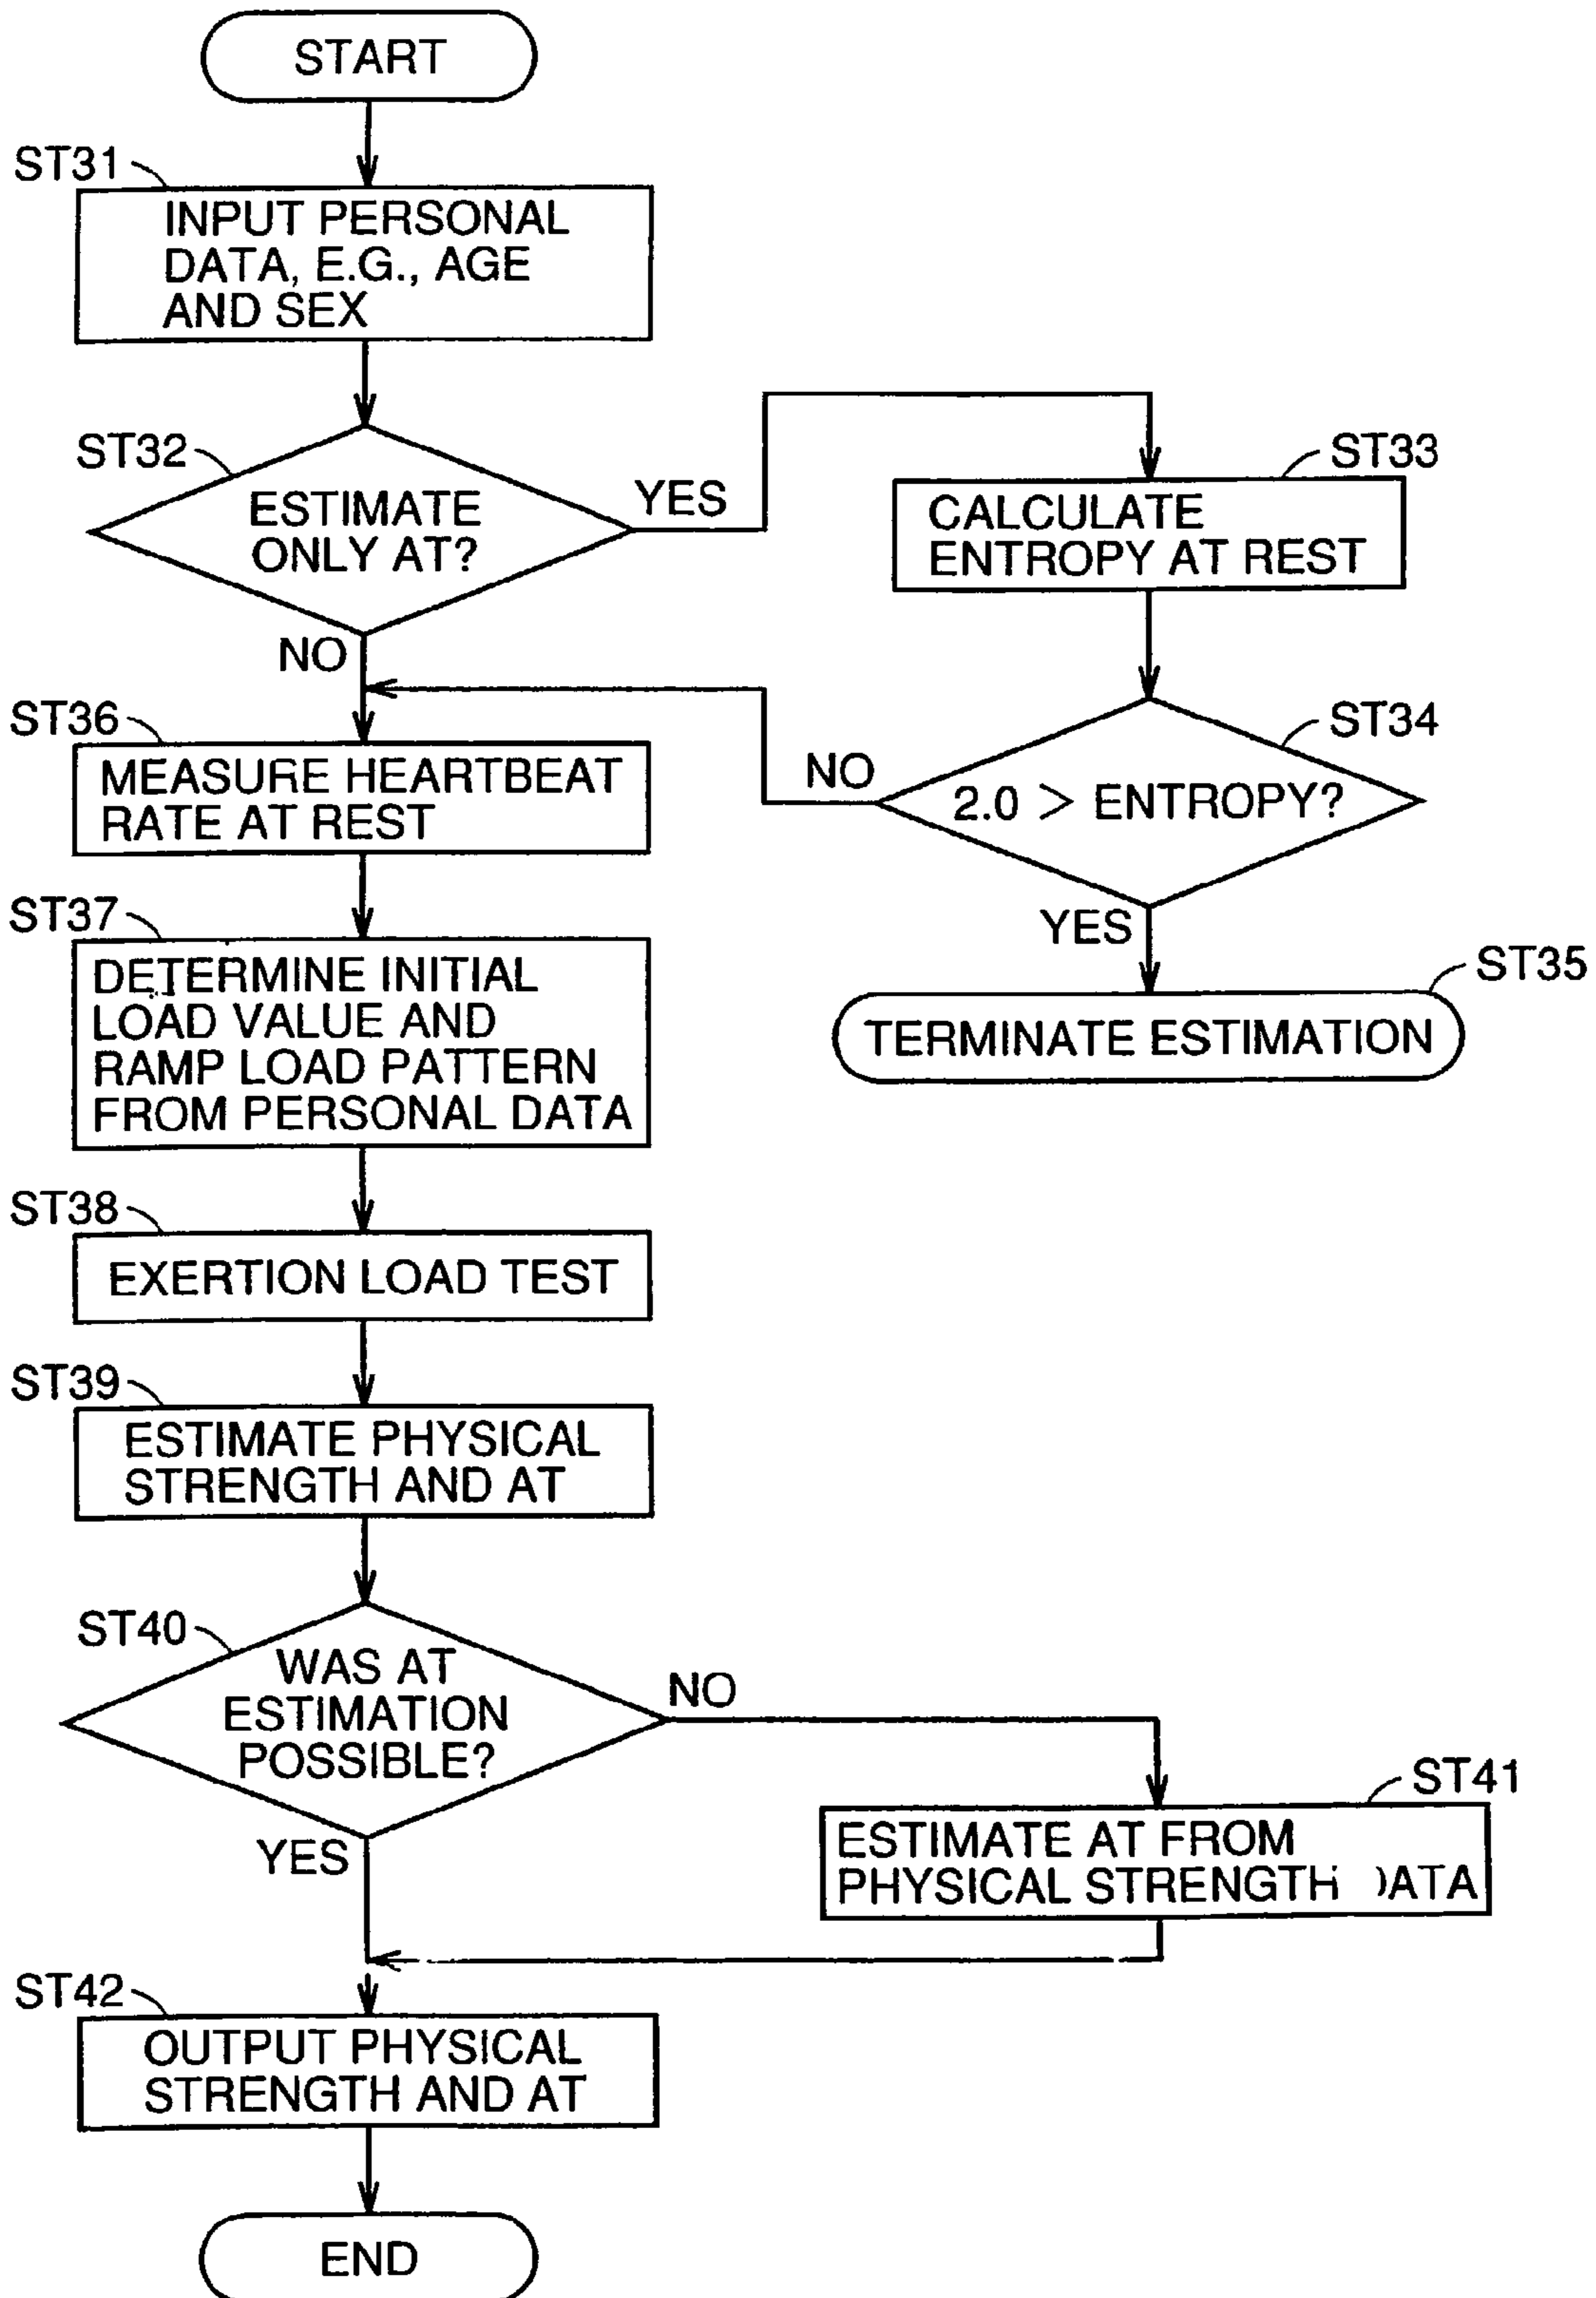 START
ST31
INPUT PERSONAL
DATA, E.G., AGE
AND SEX
ST32
ESTIMATE
ONLY AT?
YES
NO
ST33
CALCULATE
ENTROPY AT REST
ST34
2.0 > ENTROPY?
NO
YES
ST35
TERMINATE ESTIMATION
ST36
MEASURE HEARTBEAT
RATE AT REST
ST37
DETERMINE INITIAL
LOAD VALUE AND
RAMP LOAD PATTERN
FROM PERSONAL DATA
ST38
EXERTION LOAD TEST
ST39
ESTIMATE PHYSICAL
STRENGTH AND AT
ST40
WAS AT
ESTIMATION
POSSIBLE?
NO
YES
ST41
ESTIMATE AT FROM
PHYSICAL STRENGTH DATA
ST42
OUTPUT PHYSICAL
STRENGTH AND AT
END